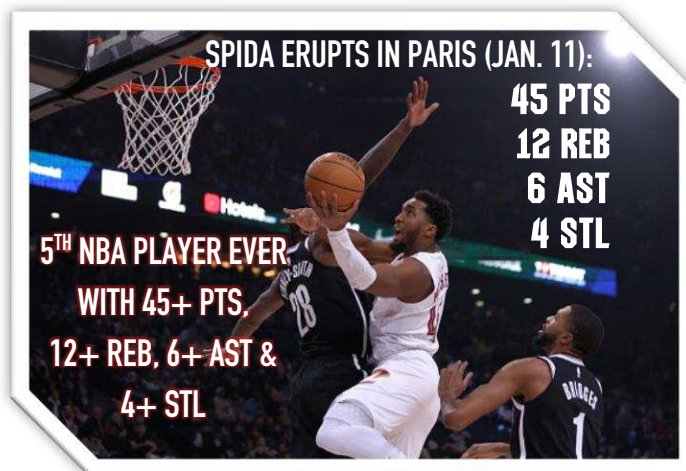 SPIDA ERUPTS IN PARIS (JAN. 11):
45 PTS
12 REB
6 AST
4 STL
5TH NBA PLAYER EVER
WITH 45+ PTS,
12+ REB, 6+ AST &
4+ STL
Hotels
28
BRIDGES
1